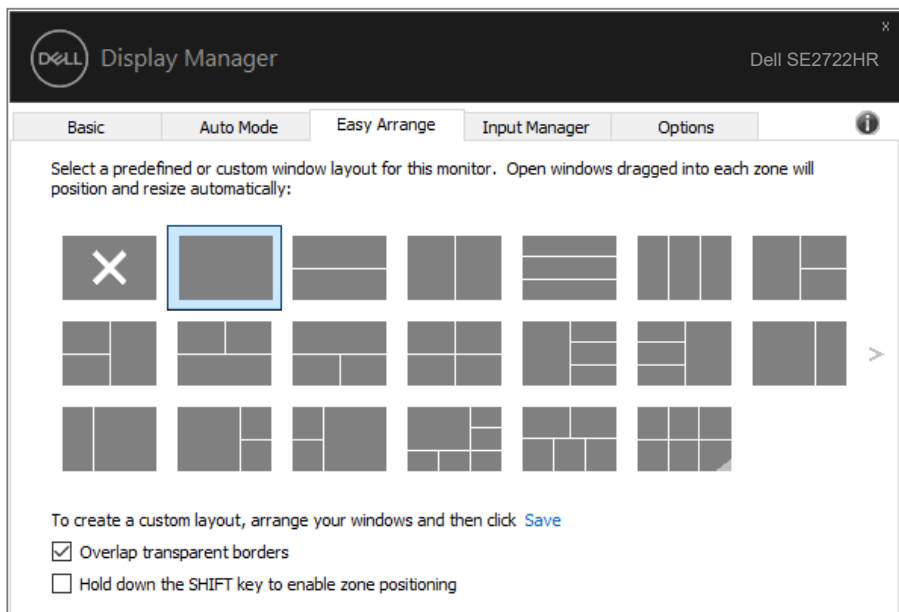 x
DELL Display Manager
Dell SE2722HR
Basic Auto Mode Easy Arrange Input Manager Options
Select a predefined or custom window layout for this monitor. Open windows dragged into each zone will
position and resize automatically:
To create a custom layout, arrange your windows and then click Save
Overlap transparent borders
Hold down the SHIFT key to enable zone positioning